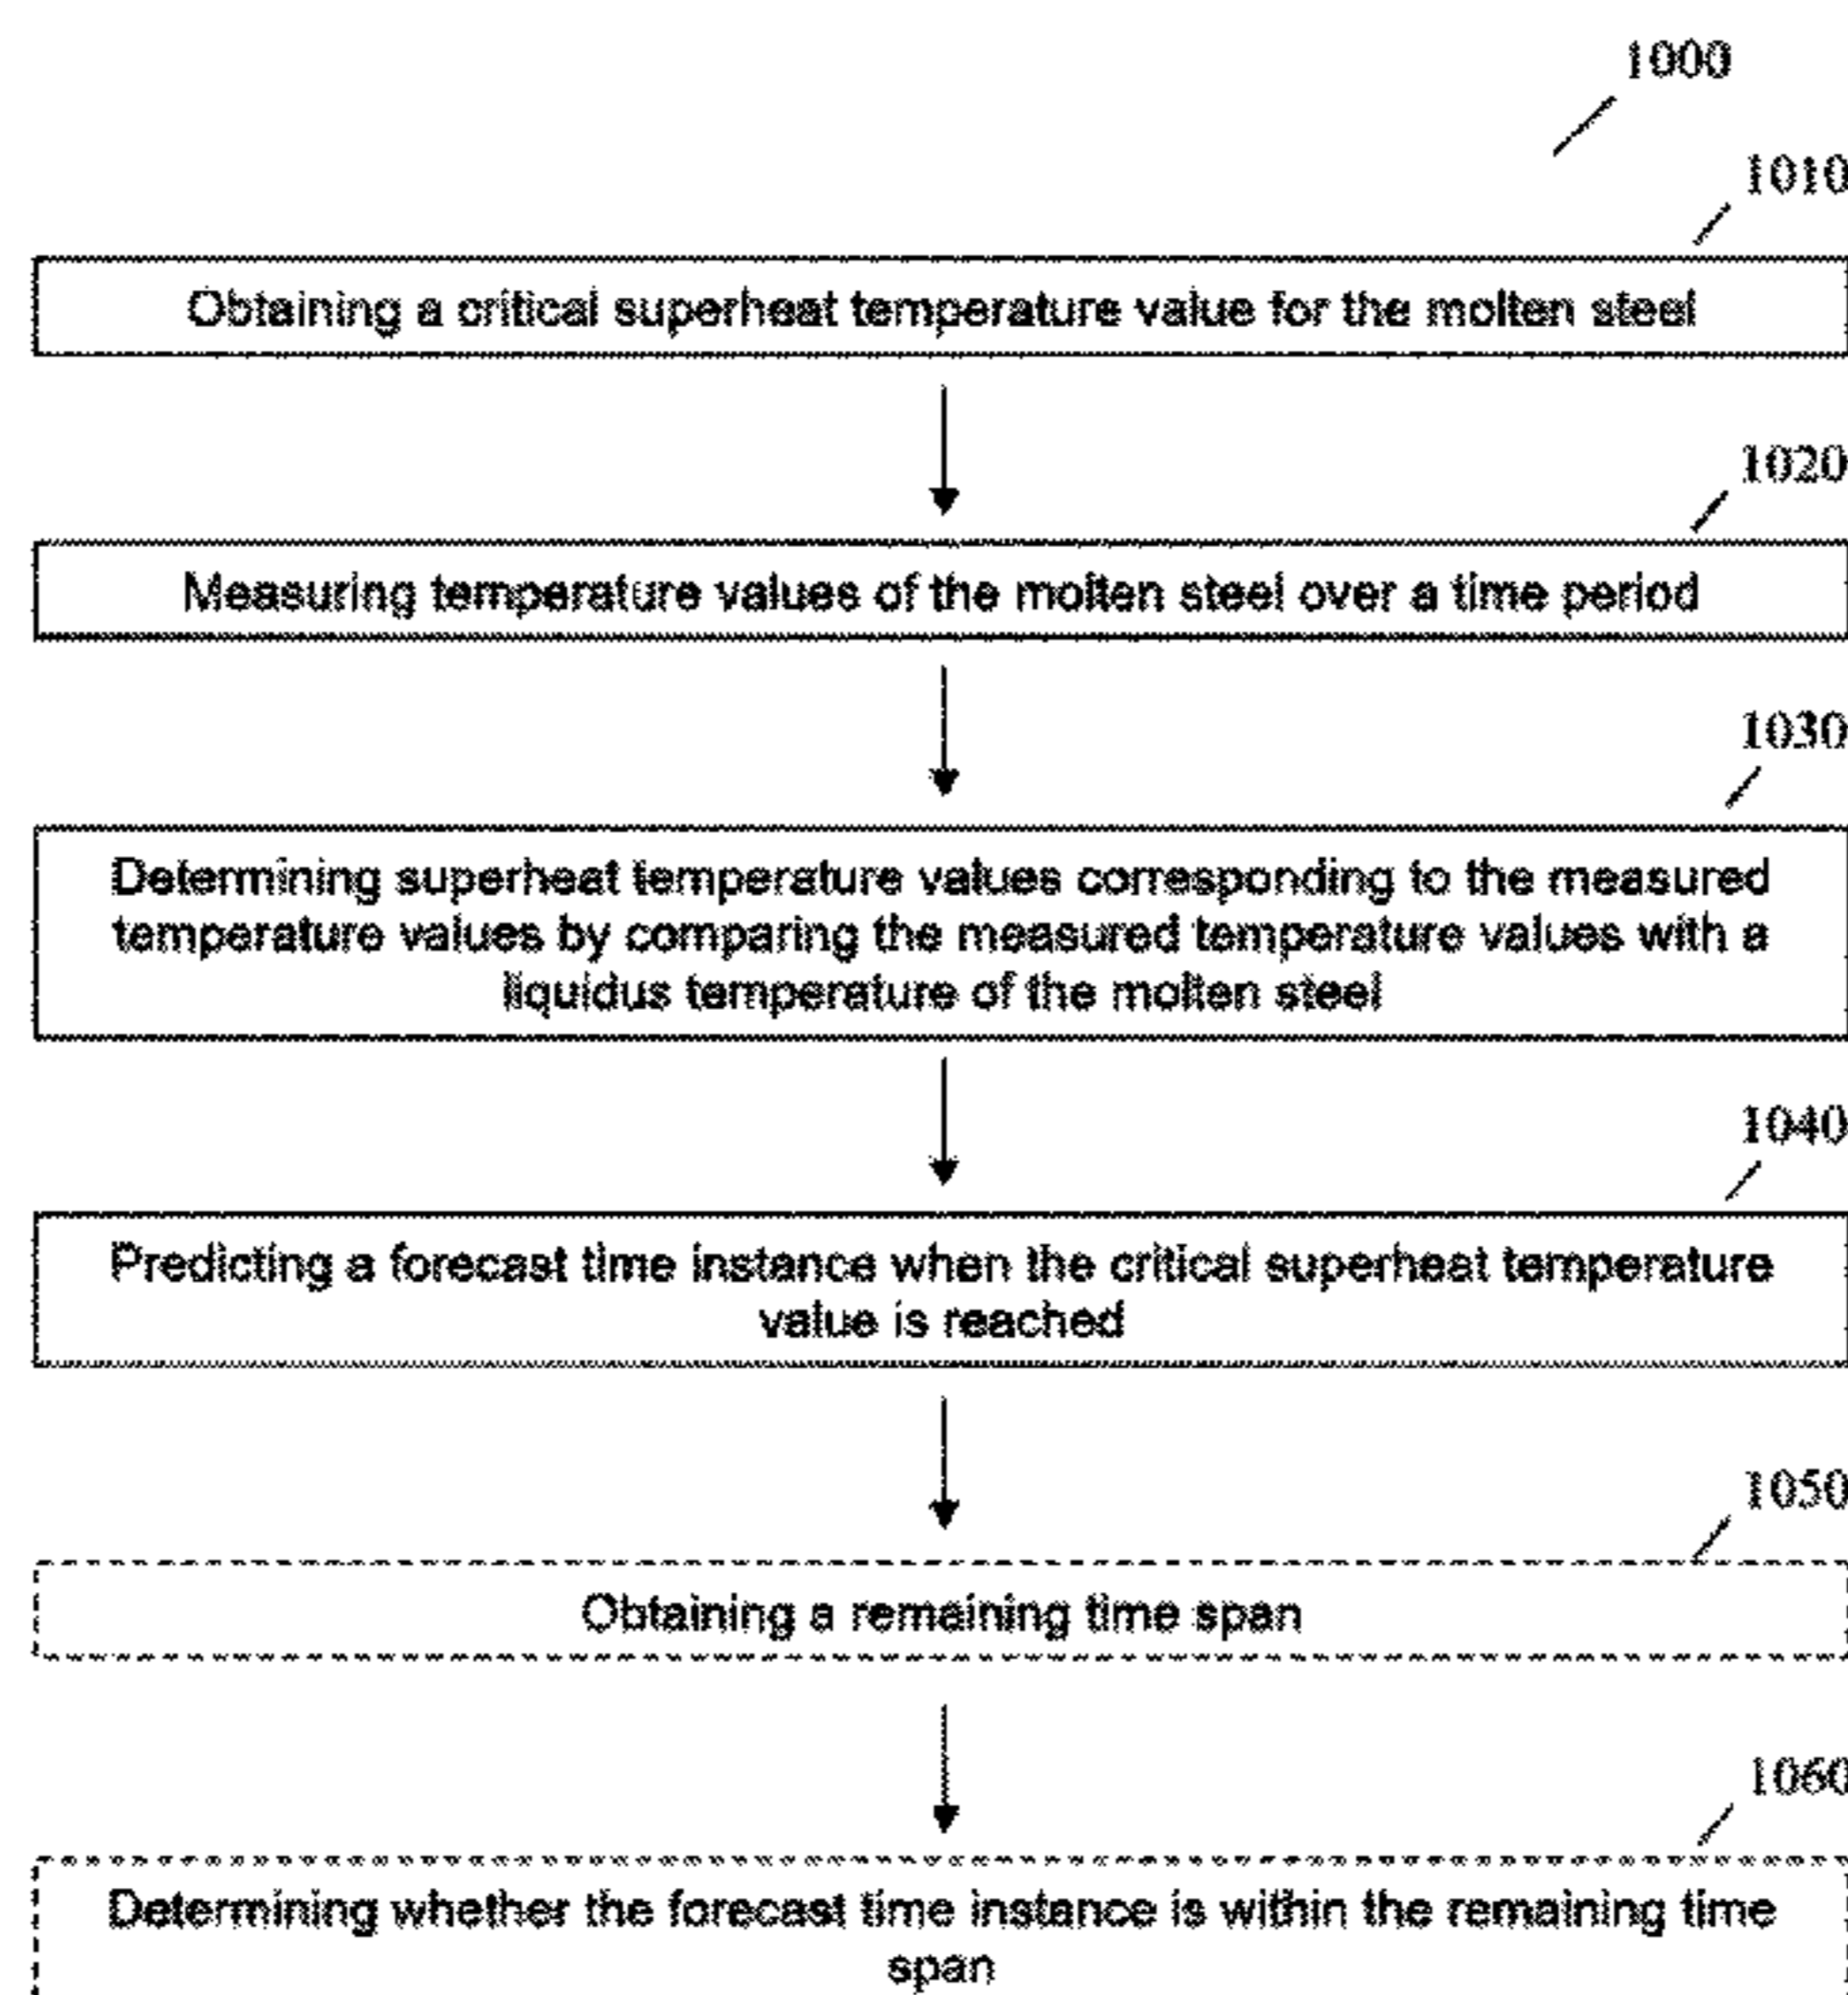 1000
1010
Obtaining a critical superheat temperature value for the molten steel
1020
Measuring temperature values of the molten steel over a time period
1030
Determining superheat temperature values corresponding to the measured
temperature values by comparing the measured temperature values with a
liquidus temperature of the molten steel
1040
Predicting a forecast time instance when the critical superheat temperature
value is reached
1050
Obtaining a remaining time span
1060
Determining whether the forecast time instance is within the remaining time
span